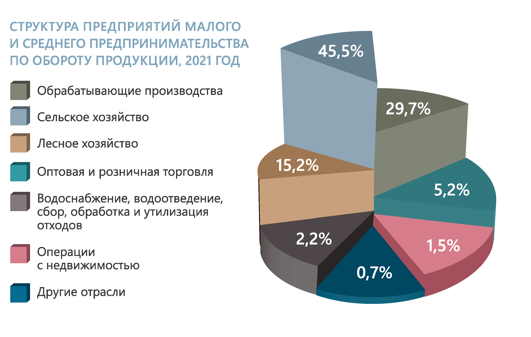 СТРУКТУРА ПРЕДПРИЯТИЙ МАЛОГО
И СРЕДНЕГО ПРЕДПРИНИМАТЕЛЬСТВА
ПО ОБОРОТУ ПРОДУКЦИИ, 2021 ГОД
Обрабатывающие производства
Сельское хозяйство
Лесное хозяйство
Оптовая и розничная торговля
Водоснабжение, водоотведение,
сбор, обработка и утилизация
отходов
Операции
с недвижимостью
Другие отрасли
45,5%
29,7%
15,2%
5,2%
2,2%
1,5%
0,7%